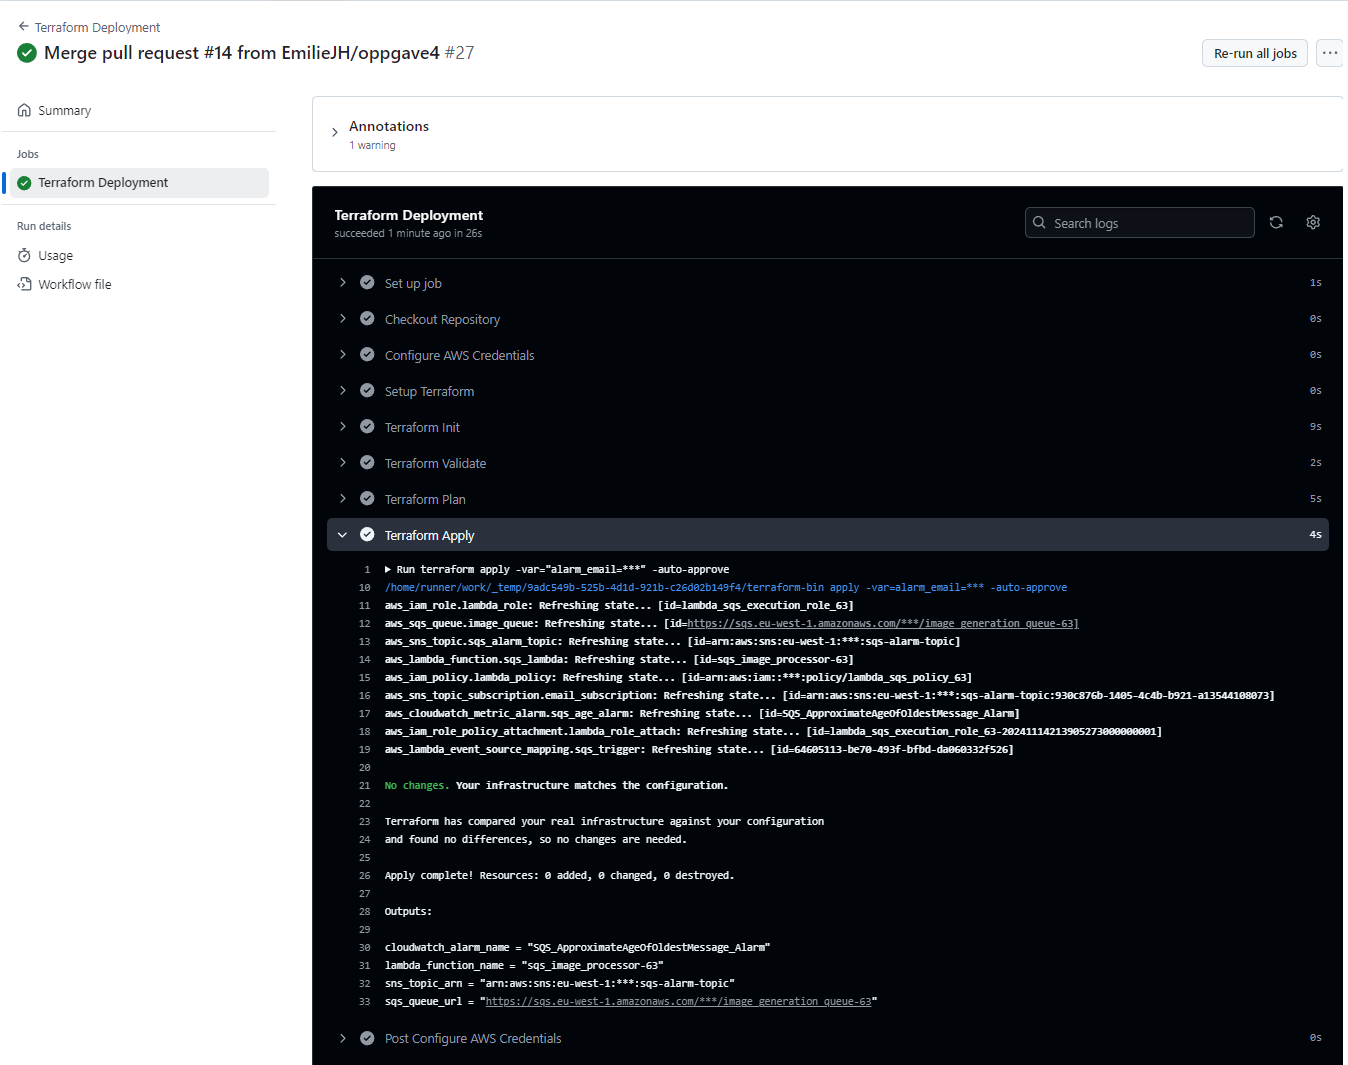 Terraform Deployment
Merge pull request #14 from EmilieJH/oppgave4 #27
Re-run all jobs
Summary
Jobs
Terraform Deployment
Run details
Usage
Workflow file
Annotations
1 warning
Terraform Deployment
succeeded 1 minute ago in 26s
Search logs
Set up job 1s
Checkout Repository 0s
Configure AWS Credentials 0s
Setup Terraform 0s
Terraform Init 9s
Terraform Validate 2s
Terraform Plan 5s
Terraform Apply 4s
1 Run terraform apply -var="alarm_email=***" -auto-approve
10 /home/runner/work/_temp/9adc549b-525b-4d1d-921b-c26d02b149f4/terraform-bin apply -var=alarm_email=*** -auto-approve
11 aws_iam_role.lambda_role: Refreshing state... [id=lambda_sqs_execution_role_63]
12 aws_sqs_queue.image_queue: Refreshing state... [id=https://sqs.eu-west-1.amazonaws.com/***/image_generation_queue-63]
13 aws_sns_topic.sqs_alarm_topic: Refreshing state... [id=arn:aws:sns:eu-west-1:***:sqs-alarm-topic]
14 aws_lambda_function.sqs_lambda: Refreshing state... [id=sqs_image_processor-63]
15 aws_iam_policy.lambda_policy: Refreshing state... [id=arn:aws:iam::***:policy/lambda_sqs_policy_63]
16 aws_sns_topic_subscription.email_subscription: Refreshing state... [id=arn:aws:sns:eu-west-1:***:sqs-alarm-topic:930c876b-1405-4c4b-b921-a13544108073]
17 aws_cloudwatch_metric_alarm.sqs_age_alarm: Refreshing state... [id=SQS_ApproximateAgeOfOldestMessage_Alarm]
18 aws_iam_role_policy_attachment.lambda_role_attach: Refreshing state... [id=lambda_sqs_execution_role_63-20241114213905273000000001]
19 aws_lambda_event_source_mapping.sqs_trigger: Refreshing state... [id=64605113-be70-493f-bfbd-da060332f526]
20
21 No changes. Your infrastructure matches the configuration.
22
23 Terraform has compared your real infrastructure against your configuration
24 and found no differences, so no changes are needed.
25
26 Apply complete! Resources: 0 added, 0 changed, 0 destroyed.
27
28 Outputs:
29
30 cloudwatch_alarm_name = "SQS_ApproximateAgeOfOldestMessage_Alarm"
31 lambda_function_name = "sqs_image_processor-63"
32 sns_topic_arn = "arn:aws:sns:eu-west-1:***:sqs-alarm-topic"
33 sqs_queue_url = "https://sqs.eu-west-1.amazonaws.com/***/image_generation_queue-63"
Post Configure AWS Credentials 0s